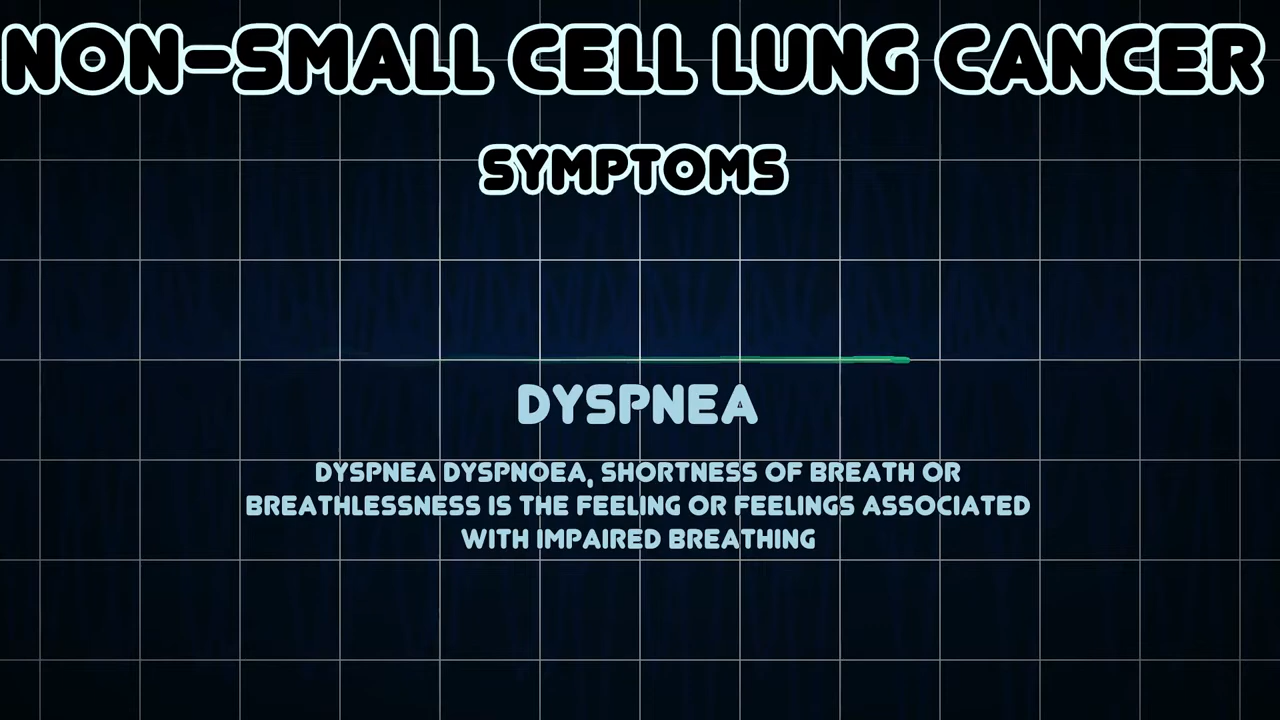 NON-SMALL CELL LUNG CANCER
SYMPTOMS
DYSPNEA
DYSPNEA DYSPNOEA, SHORTNESS OF BREATH OR
BREATHLESSNESS IS THE FEELING OR FEELINGS ASSOCIATED
WITH IMPAIRED BREATHING